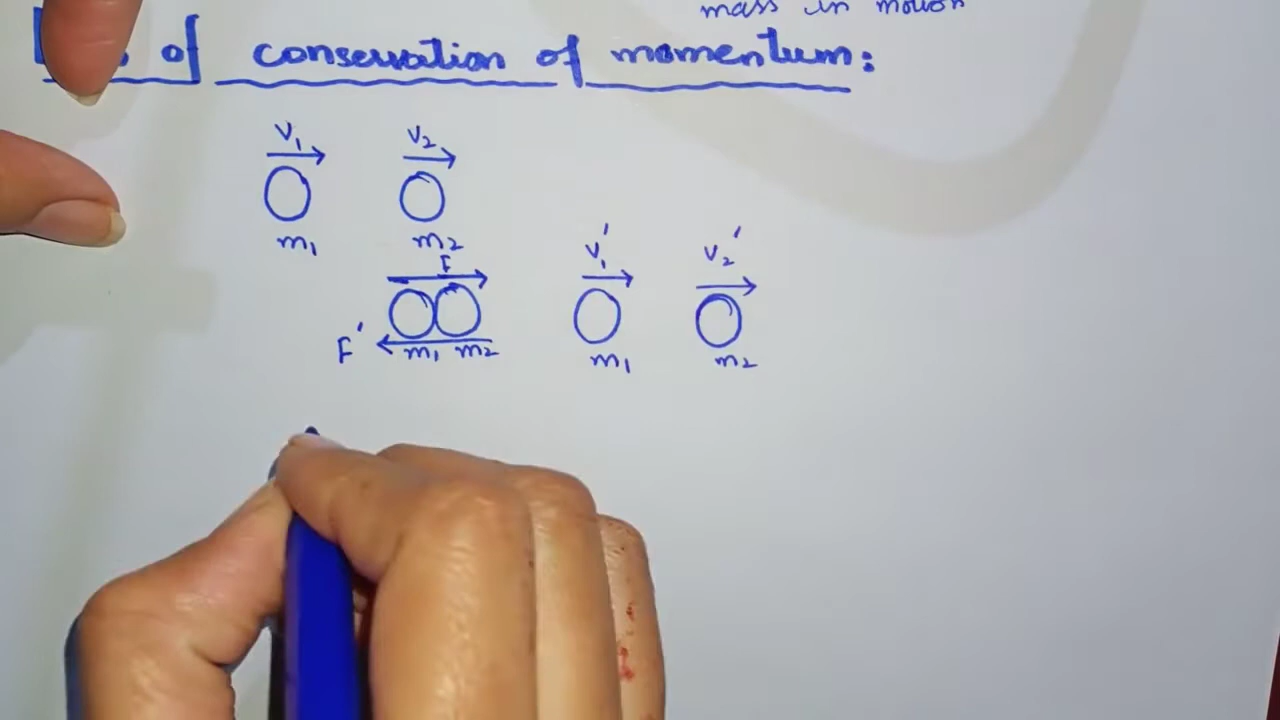 mass in motion
of conservation of momentum:
V₁ V₂
m₁ m₂
V₁' V₂'
F
F' m₁ m₂ m₁ m₂